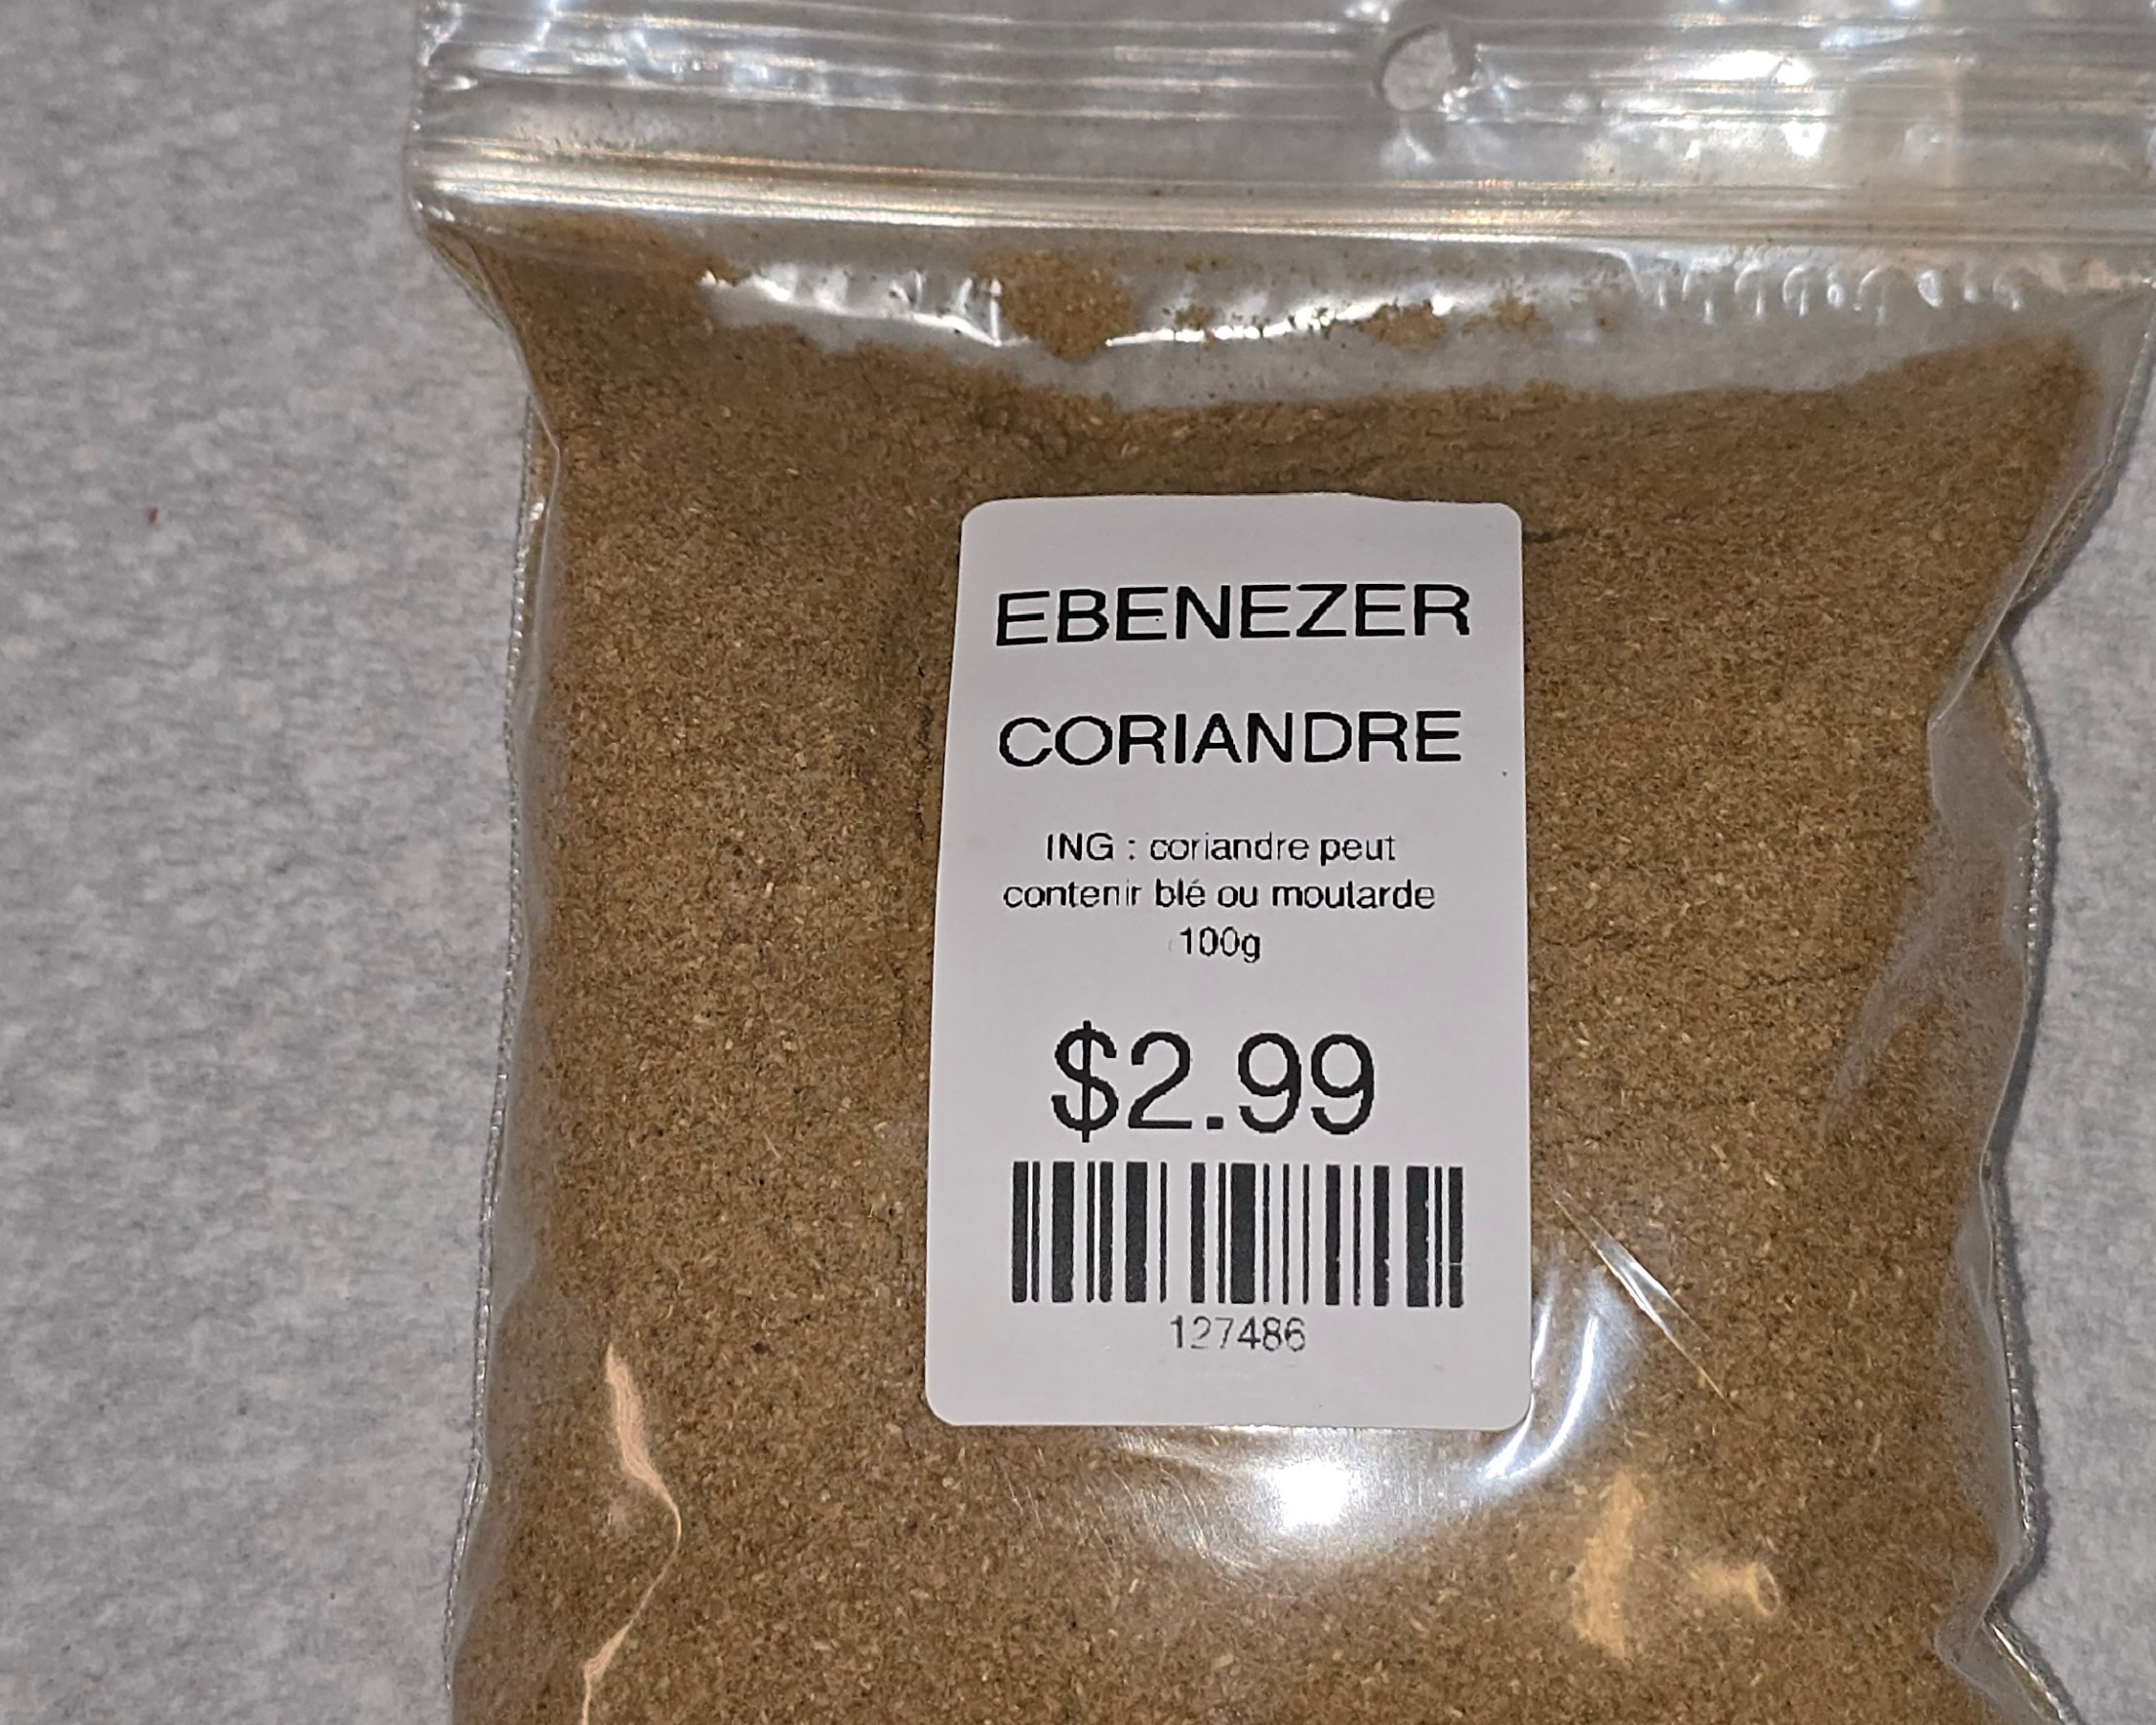 EBENEZER
CORIANDRE
ING : coriandre peut
contenir blé ou moutarde
100g
$2.99
127486